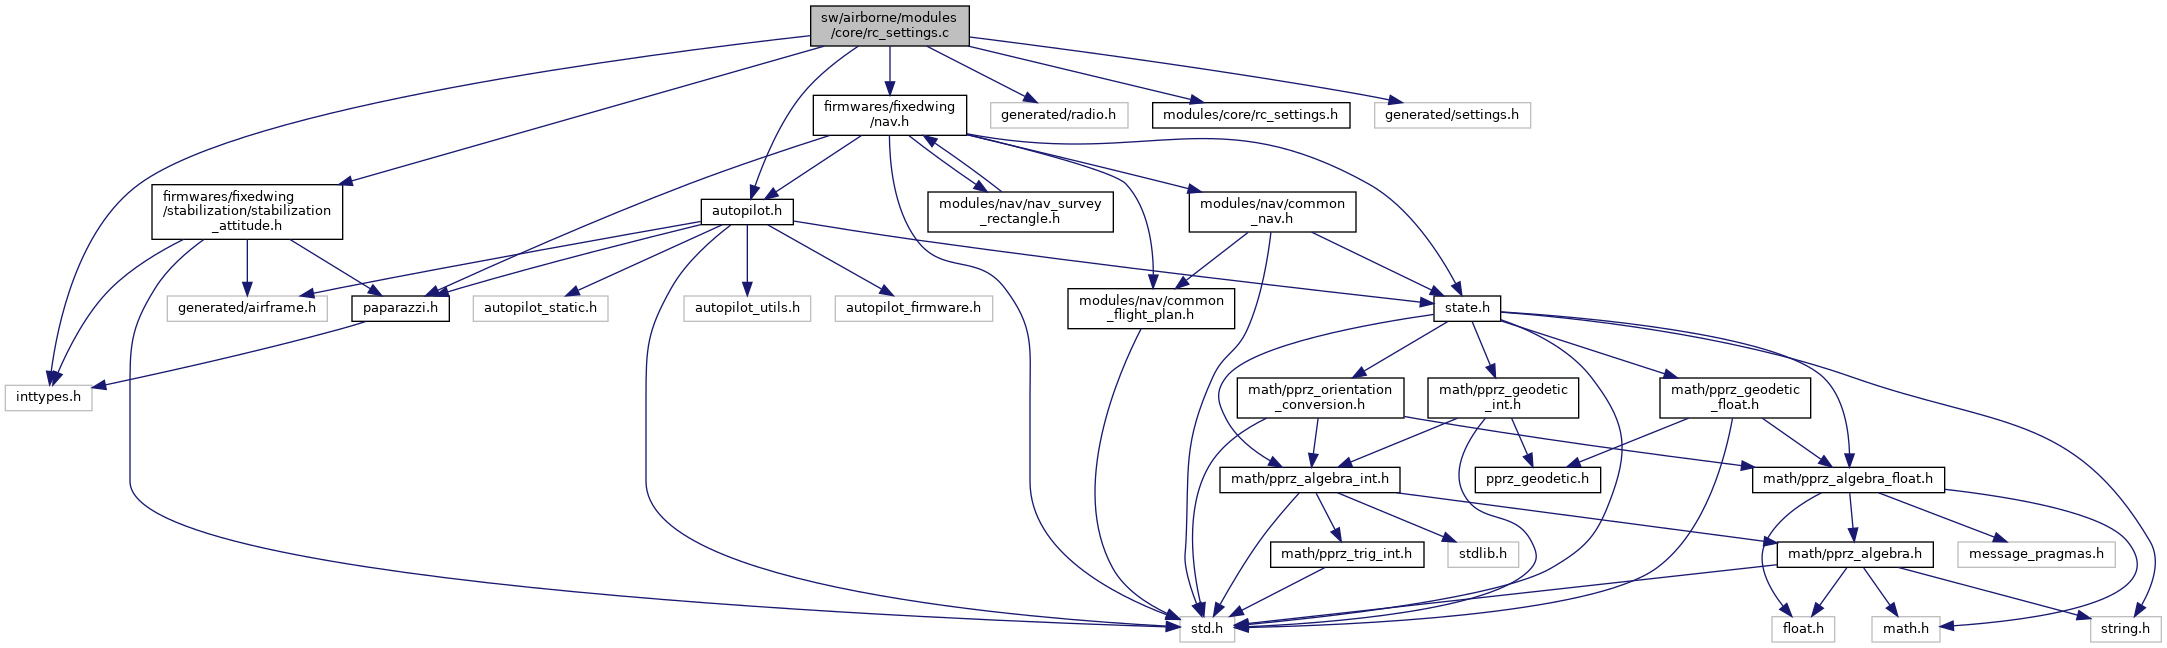 sw/airborne/modules
/core/rc_settings.c
firmwares/fixedwing
/nav.h
generated/radio.h
modules/core/rc_settings.h
generated/settings.h
firmwares/fixedwing
/stabilization/stabilization
_attitude.h
autopilot.h
modules/nav/nav_survey
_rectangle.h
modules/nav/common
_nav.h
generated/airframe.h
paparazzi.h
autopilot_static.h
autopilot_utils.h
autopilot_firmware.h
modules/nav/common
_flight_plan.h
state.h
inttypes.h
math/pprz_orientation
_conversion.h
math/pprz_geodetic
_int.h
math/pprz_geodetic
_float.h
math/pprz_algebra_int.h
pprz_geodetic.h
math/pprz_algebra_float.h
math/pprz_trig_int.h
stdlib.h
math/pprz_algebra.h
message_pragmas.h
std.h
float.h
math.h
string.h